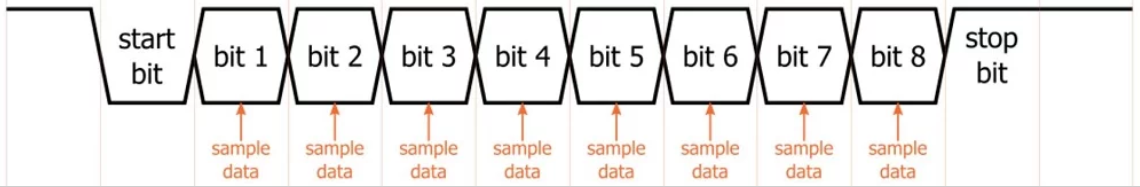 start
bit
bit 1
bit 2
bit 3
bit 4
bit 5
bit 6
bit 7
bit 8
stop
bit
sample
data
sample
data
sample
data
sample
data
sample
data
sample
data
sample
data
sample
data